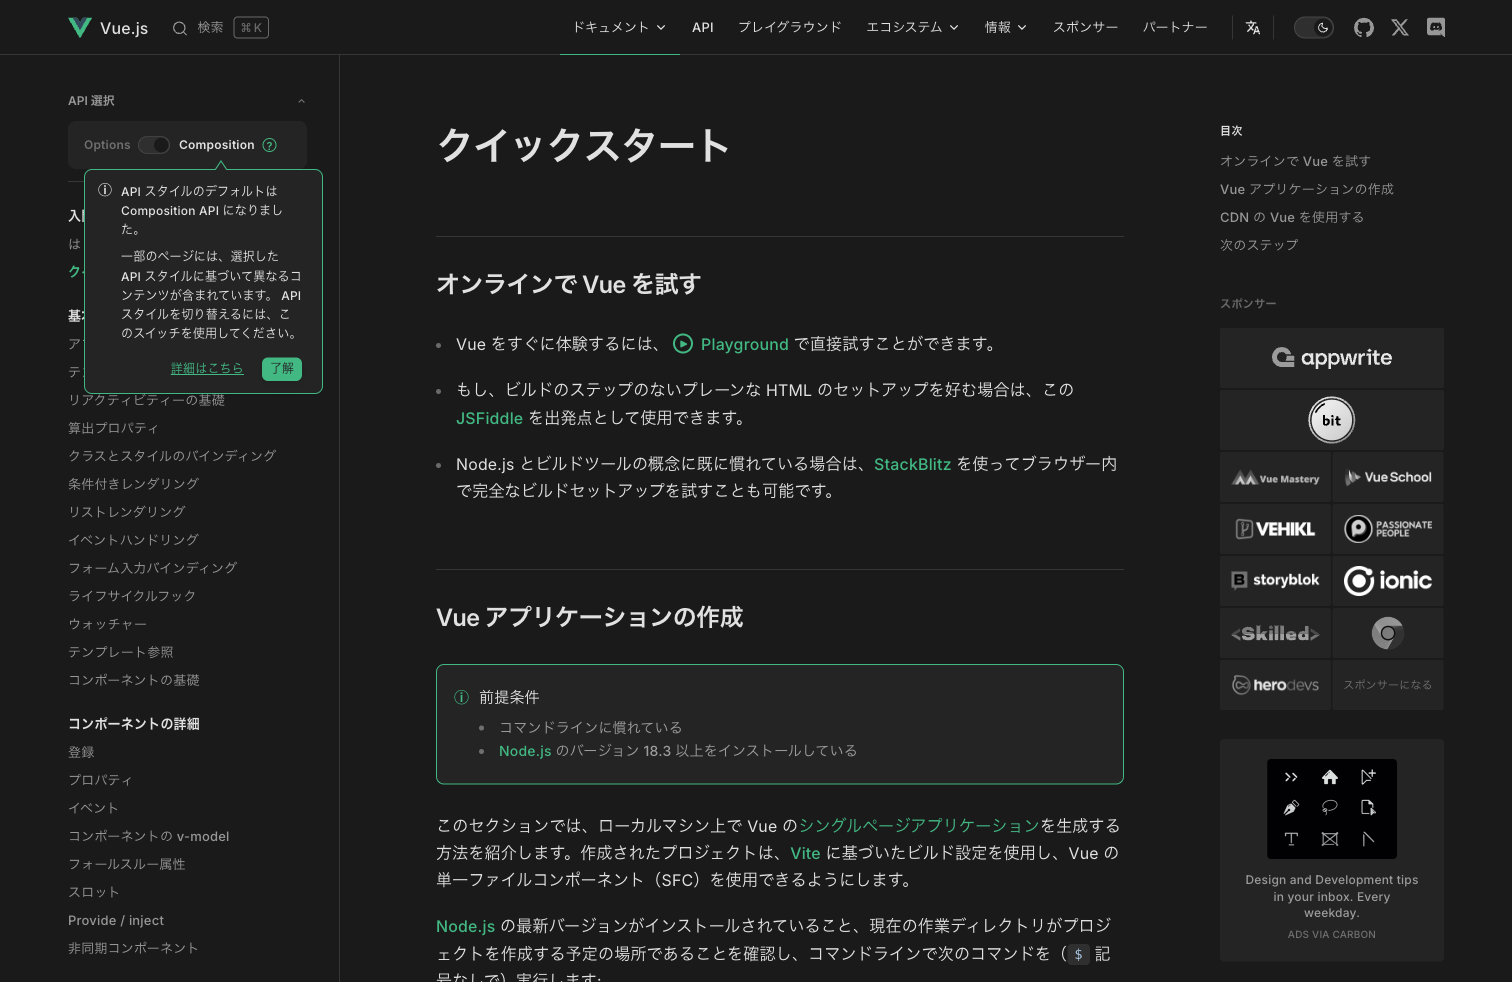 Vue.js
検索
⌘ K
ドキュメント
API
プレイグラウンド
エコシステム
情報
スポンサー
パートナー
API 選択
Options
Composition
API スタイルのデフォルトは
Composition API になりまし
た。
一部のページには、選択した
API スタイルに基づいて異なるコ
ンテンツが含まれています。 API
スタイルを切り替えるには、こ
のスイッチを使用してください。
詳細はこちら
了解
リアクティビティーの基礎
算出プロパティ
クラスとスタイルのバインディング
条件付きレンダリング
リストレンダリング
イベントハンドリング
フォーム入力バインディング
ライフサイクルフック
ウォッチャー
テンプレート参照
コンポーネントの基礎
コンポーネントの詳細
登録
プロパティ
イベント
コンポーネントの v-model
フォールスルー属性
スロット
Provide / inject
非同期コンポーネント
クイックスタート
オンラインで Vue を試す
Vue をすぐに体験するには、 Playground で直接試すことができます。
もし、ビルドのステップのないプレーンな HTML のセットアップを好む場合は、この
JSFiddle を出発点として使用できます。
Node.js とビルドツールの概念に既に慣れている場合は、StackBlitz を使ってブラウザー内
で完全なビルドセットアップを試すことも可能です。
Vue アプリケーションの作成
前提条件
コマンドラインに慣れている
Node.js のバージョン 18.3 以上をインストールしている
このセクションでは、ローカルマシン上で Vue のシングルページアプリケーションを生成する
方法を紹介します。作成されたプロジェクトは、Vite に基づいたビルド設定を使用し、Vue の
単一ファイルコンポーネント（SFC）を使用できるようにします。
Node.js の最新バージョンがインストールされていること、現在の作業ディレクトリがプロジ
ェクトを作成する予定の場所であることを確認し、コマンドラインで次のコマンドを（$ 記
号なしで）実行します:
目次
オンラインで Vue を試す
Vue アプリケーションの作成
CDN の Vue を使用する
次のステップ
スポンサー
appwrite
bit
Vue Mastery
Vue School
VEHIKL
PASSIONATE
PEOPLE
storyblok
ionic
<Skilled>
herodevs
スポンサーになる
Design and Development tips
in your inbox. Every
weekday.
ADS VIA CARBON